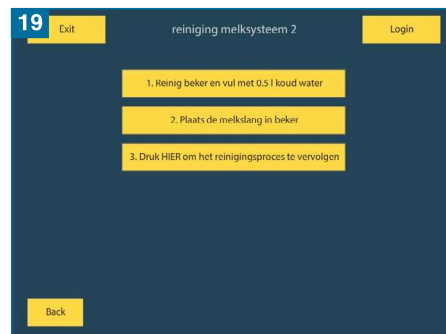 19
Exit
reiniging melksysteem 2
Login
1. Reinig beker en vul met 0.5 l koud water
2. Plaats de melkslang in beker
3. Druk HIER om het reinigingsproces te vervolgen
Back